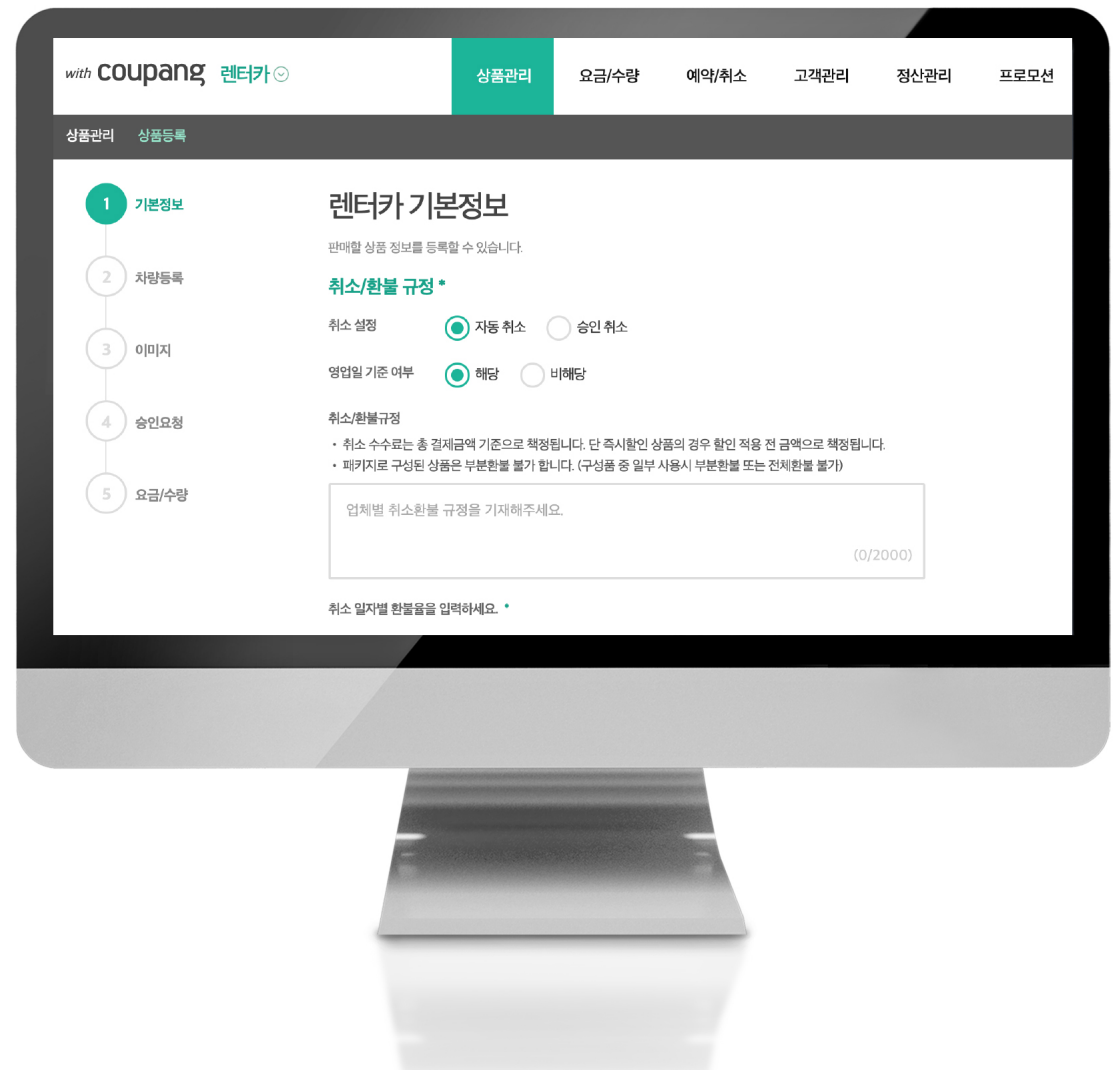 with coupang 렌터카
상품관리 요금/수량 예약/취소 고객관리 정산관리 프로모션
상품관리 상품등록
1 기본정보
2 차량등록
3 이미지
4 승인요청
5 요금/수량
렌터카 기본정보
판매할 상품 정보를 등록할 수 있습니다.
취소/환불 규정 *
취소 설정 자동 취소 승인 취소
영업일 기준 여부 해당 비해당
취소/환불규정
• 취소 수수료는 총 결제금액 기준으로 책정됩니다. 단 즉시할인 상품의 경우 할인 적용 전 금액으로 책정됩니다.
• 패키지로 구성된 상품은 부분환불 불가 합니다. (구성품 중 일부 사용시 부분환불 또는 전체환불 불가)
업체별 취소환불 규정을 기재해주세요.
(0/2000)
취소 일자별 환불율을 입력하세요. *